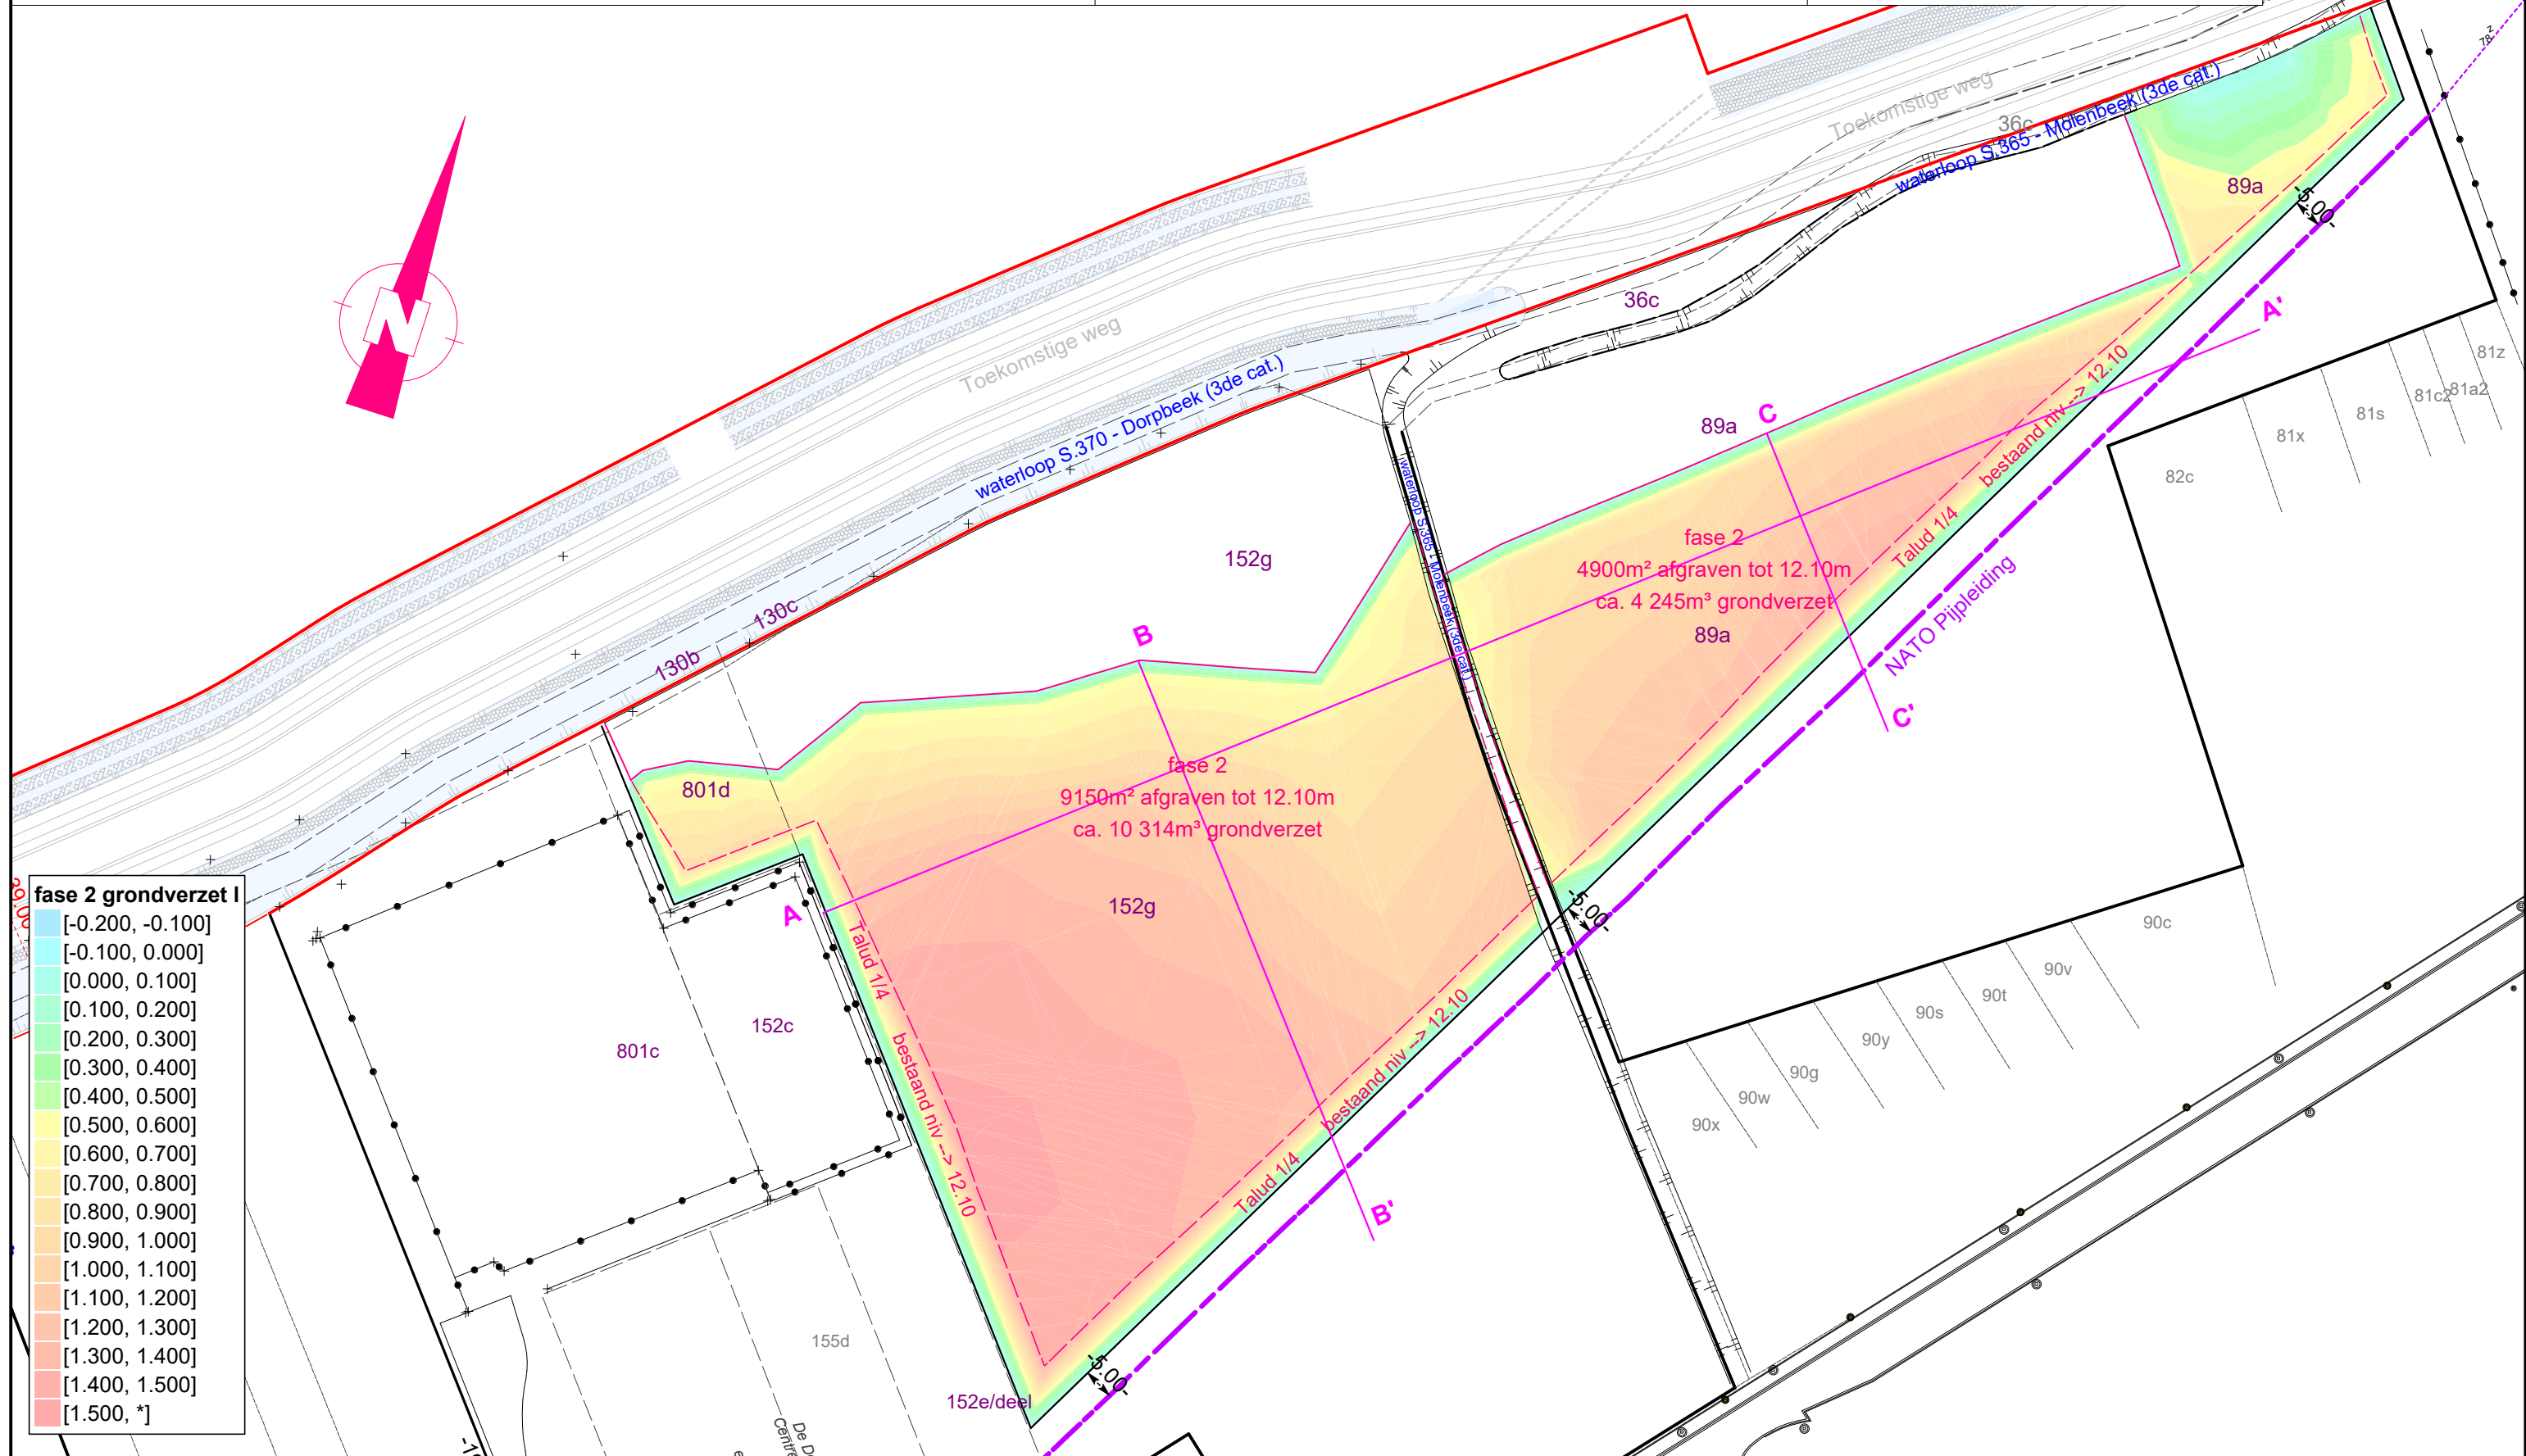 Toekomstige weg
36c
waterloop S.365 - Molenbeek (3de cat.)
89a
-5.00-
A'
N
Toekomstige weg
36c
waterloop S.370 - Dorpbeek (3de cat.)
81z
81a2
81c2
81s
81x
82c
C
89a
bestaand niv --> 12.10
Talud 1/4
NATO Pijpleiding
fase 2
4900m² afgraven tot 12.10m
ca. 4 245m³ grondverzet
89a
C'
waterloop S.365 - Molenbeek (3de cat.)
152g
130c
130b
B
801d
fase 2
9150m² afgraven tot 12.10m
ca. 10 314m³ grondverzet
152g
A
Talud 1/4
bestaand niv --> 12.10
bestaand niv --> 12.10
Talud 1/4
B'
-5.00-
90c
90v
90t
90s
90y
90g
90w
90x
152c
801c
155d
152e/deel
-5.00-
fase 2 grondverzet I
[-0.200, -0.100]
[-0.100, 0.000]
[0.000, 0.100]
[0.100, 0.200]
[0.200, 0.300]
[0.300, 0.400]
[0.400, 0.500]
[0.500, 0.600]
[0.600, 0.700]
[0.700, 0.800]
[0.800, 0.900]
[0.900, 1.000]
[1.000, 1.100]
[1.100, 1.200]
[1.200, 1.300]
[1.300, 1.400]
[1.400, 1.500]
[1.500, *]